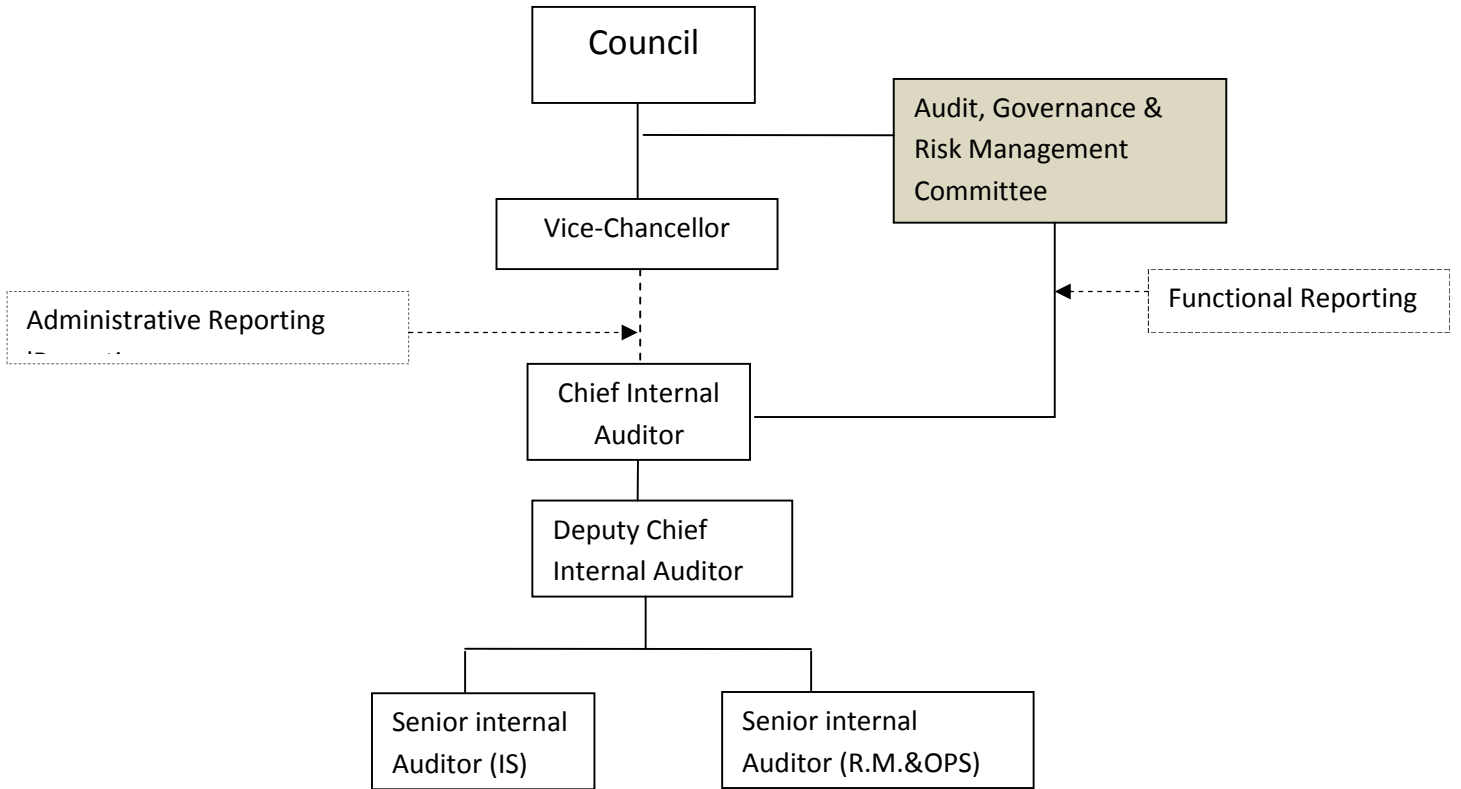 Council
Audit, Governance &
Risk Management
Committee
Vice-Chancellor
Administrative Reporting
Functional Reporting
Chief Internal
Auditor
Deputy Chief
Internal Auditor
Senior internal
Auditor (IS)
Senior internal
Auditor (R.M.&OPS)